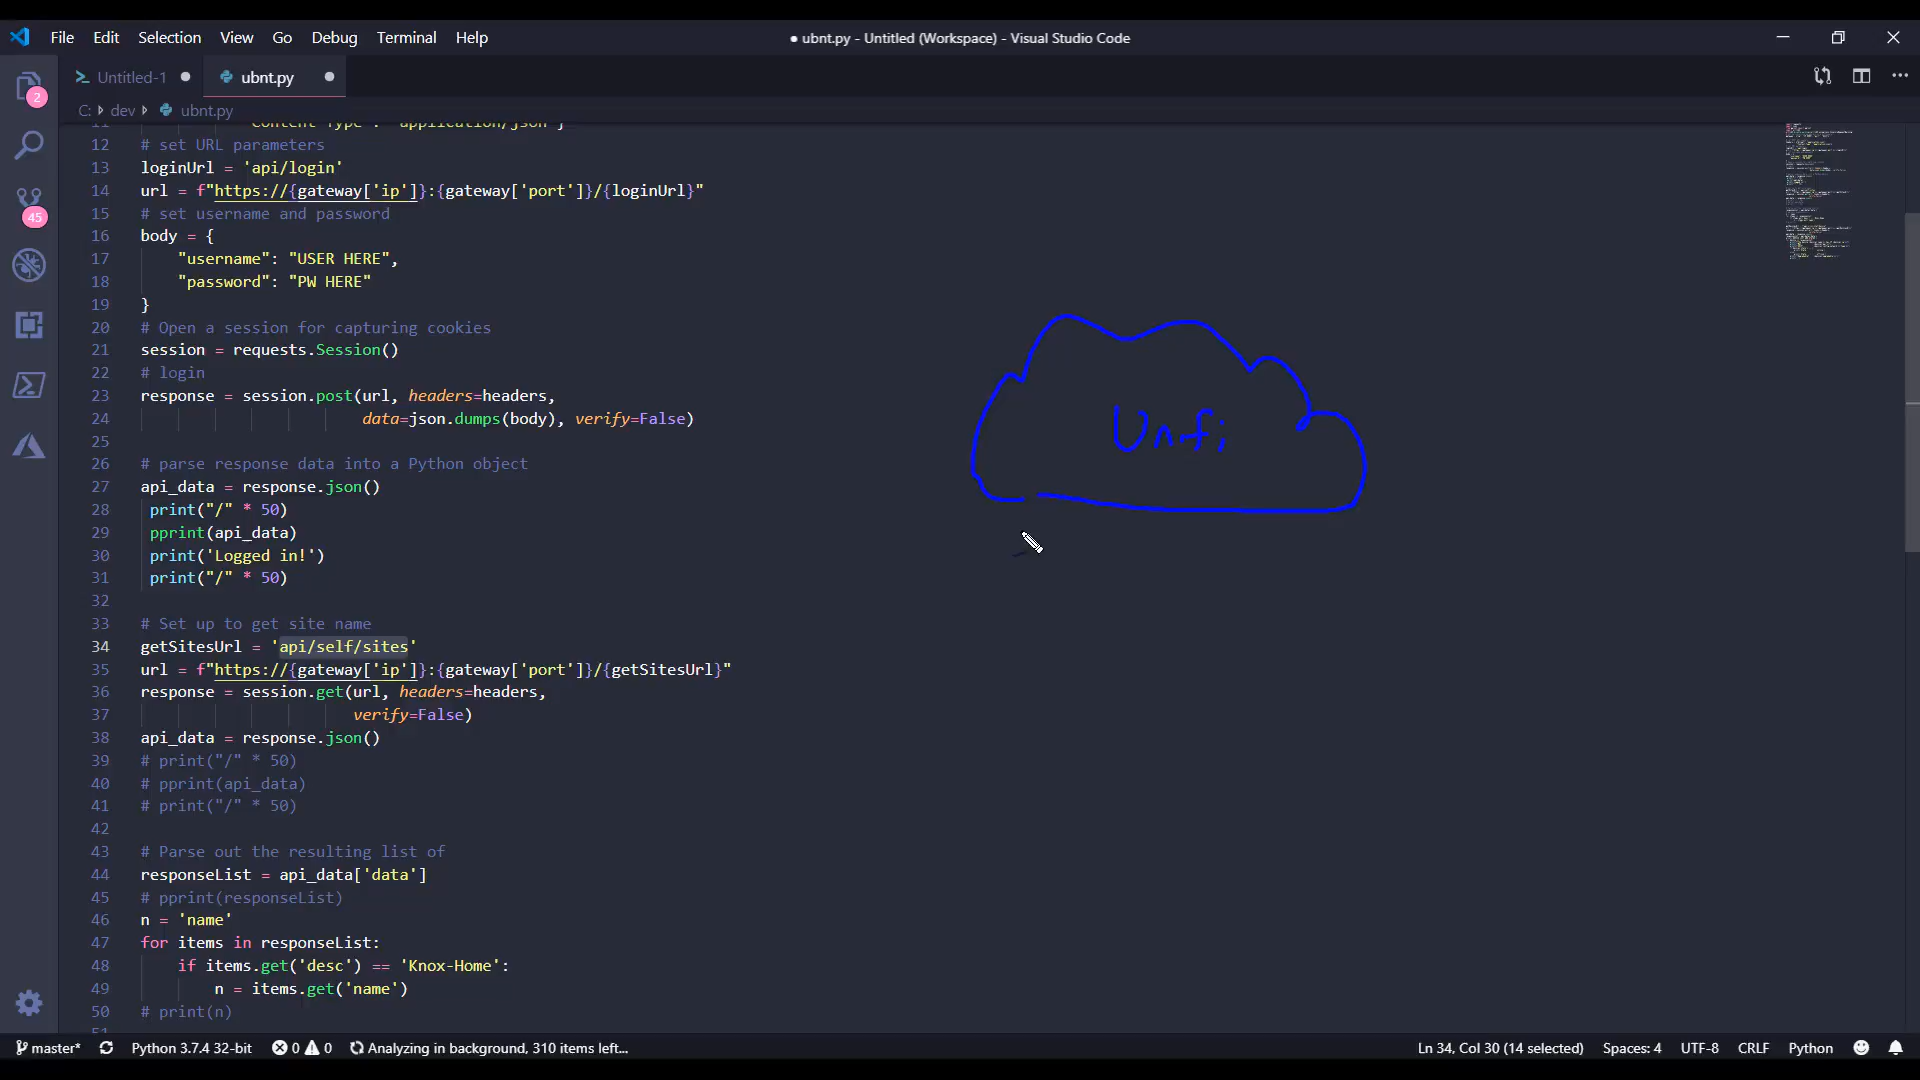 File Edit Selection View Go Debug Terminal Help
● ubnt.py - Untitled (Workspace) - Visual Studio Code
Untitled-1 ubnt.py
C: dev ubnt.py
2
45
12 # set URL parameters
13 loginUrl = 'api/login'
14 url = f"https://{gateway['ip']}:{gateway['port']}/{loginUrl}"
15 # set username and password
16 body = {
17 "username": "USER HERE",
18 "password": "PW HERE"
19 }
20 # Open a session for capturing cookies
21 session = requests.Session()
22 # login
23 response = session.post(url, headers=headers,
24 data=json.dumps(body), verify=False)
25
26 # parse response data into a Python object
27 api_data = response.json()
28 print("/" * 50)
29 pprint(api_data)
30 print('Logged in!')
31 print("/" * 50)
32
33 # Set up to get site name
34 getSitesUrl = 'api/self/sites'
35 url = f"https://{gateway['ip']}:{gateway['port']}/{getSitesUrl}"
36 response = session.get(url, headers=headers,
37 verify=False)
38 api_data = response.json()
39 # print("/" * 50)
40 # pprint(api_data)
41 # print("/" * 50)
42
43 # Parse out the resulting list of
44 responseList = api_data['data']
45 # pprint(responseList)
46 n = 'name'
47 for items in responseList:
48 if items.get('desc') == 'Knox-Home':
49 n = items.get('name')
50 # print(n)
Unfi
master* Python 3.7.4 32-bit 0 0 Analyzing in background, 310 items left... Ln 34, Col 30 (14 selected) Spaces: 4 UTF-8 CRLF Python